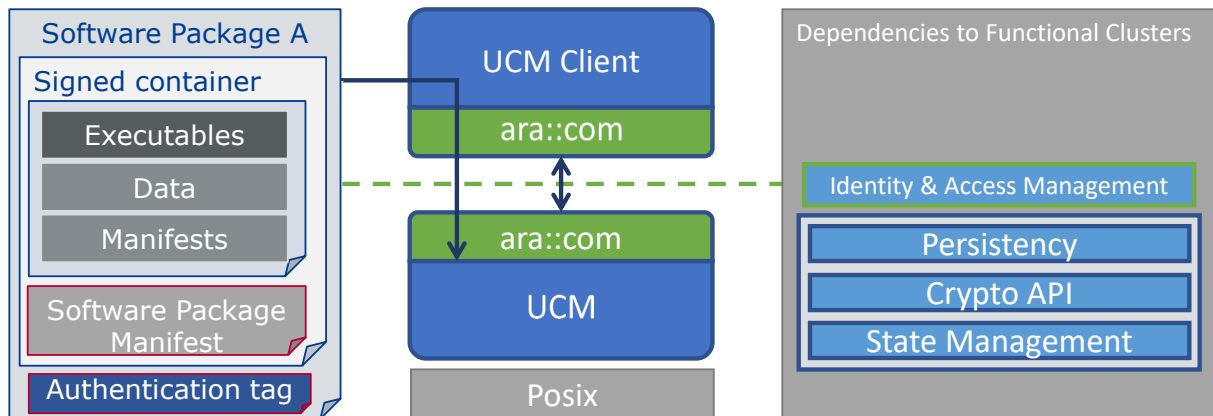 Software Package A
Signed container
Executables
Data
Manifests
Software Package
Manifest
Authentication tag
UCM Client
ara::com
ara::com
UCM
Posix
Dependencies to Functional Clusters
Identity & Access Management
Persistency
Crypto API
State Management